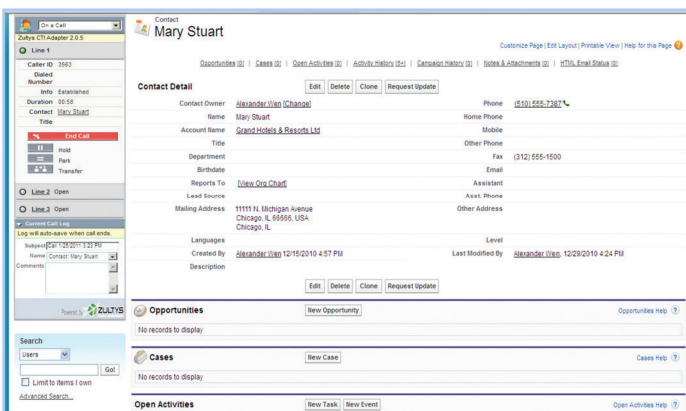 On a Call
Zultys CTI Adapter 2.0.5
Line 1
Caller ID 3563
Dialed Number
Info Established
Duration 00:58
Contact Mary Stuart
Title
End Call
Hold
Park
Transfer
Line 2 Open
Line 3 Open
Current Call Log
Log will auto-save when call ends.
Subject Call 1/25/2011 3:23 PM
Name Contact: Mary Stuart
Comments
Powered by ZULTYS
Search
Users
Go!
Limit to items I own
Advanced Search...
Contact
Mary Stuart
Customize Page | Edit Layout | Printable View | Help for this Page
Opportunities [0] | Cases [0] | Open Activities [0] | Activity History [5+] | Campaign History [0] | Notes & Attachments [0] | HTML Email Status [0]
Contact Detail Edit Delete Clone Request Update
Contact Owner Alexander Wen [Change] Phone (510) 555-7387
Name Mary Stuart Home Phone
Account Name Grand Hotels & Resorts Ltd Mobile
Title Other Phone
Department Fax (312) 555-1500
Birthdate Email
Reports To [View Org Chart] Assistant
Lead Source Asst. Phone
Mailing Address 11111 N. Michigan Avenue Other Address
Chicago, IL 66666, USA
Chicago, IL
Languages Level
Created By Alexander Wen 12/15/2010 4:57 PM Last Modified By Alexander Wen, 12/29/2010 4:24 PM
Description
Edit Delete Clone Request Update
Opportunities New Opportunity Opportunities Help ?
No records to display
Cases New Case Cases Help ?
No records to display
Open Activities New Task New Event Open Activities Help ?